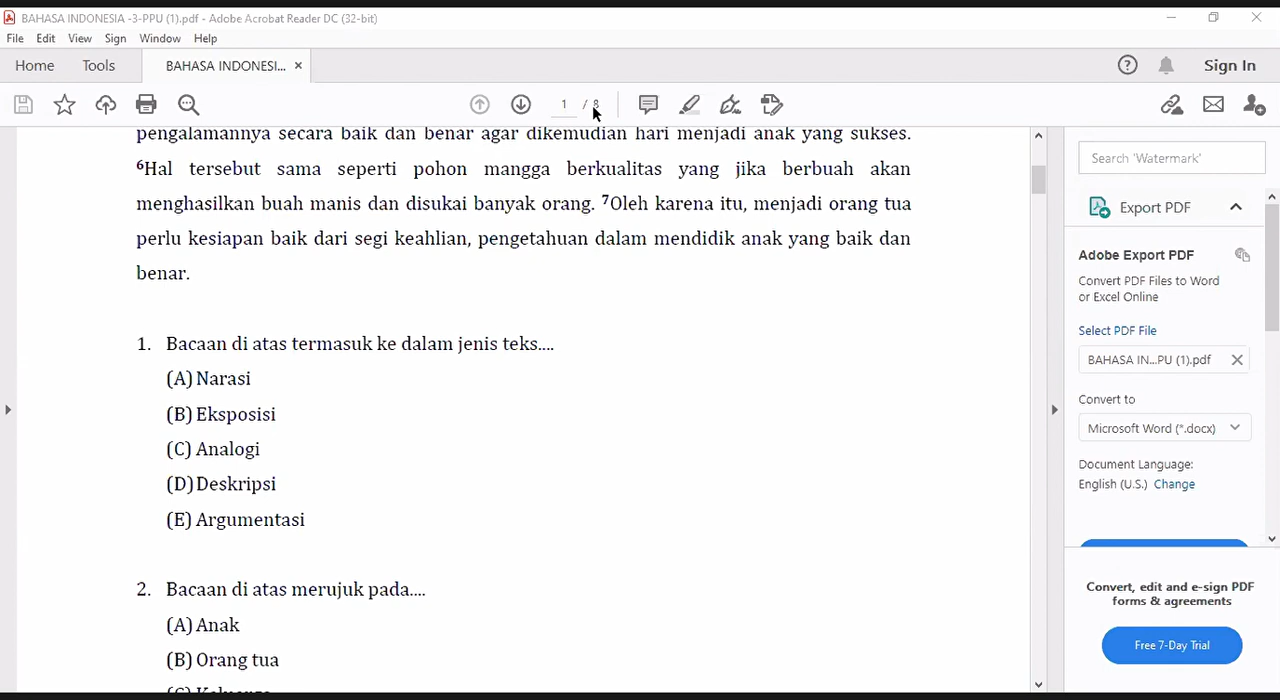 BAHASA INDONESIA -3-PPU (1).pdf - Adobe Acrobat Reader DC (32-bit)
File Edit View Sign Window Help
Home Tools BAHASA INDONESI... ×
Sign In
1 / 8
pengalamannya secara baik dan benar agar dikemudian hari menjadi anak yang sukses.
⁶Hal tersebut sama seperti pohon mangga berkualitas yang jika berbuah akan
menghasilkan buah manis dan disukai banyak orang. ⁷Oleh karena itu, menjadi orang tua
perlu kesiapan baik dari segi keahlian, pengetahuan dalam mendidik anak yang baik dan
benar.
1. Bacaan di atas termasuk ke dalam jenis teks....
(A) Narasi
(B) Eksposisi
(C) Analogi
(D) Deskripsi
(E) Argumentasi
2. Bacaan di atas merujuk pada....
(A) Anak
(B) Orang tua
(C) Keluarga
Search 'Watermark'
Export PDF
Adobe Export PDF
Convert PDF Files to Word
or Excel Online
Select PDF File
BAHASA IN...PU (1).pdf
Convert to
Microsoft Word (*.docx)
Document Language:
English (U.S.) Change
Convert, edit and e-sign PDF
forms & agreements
Free 7-Day Trial